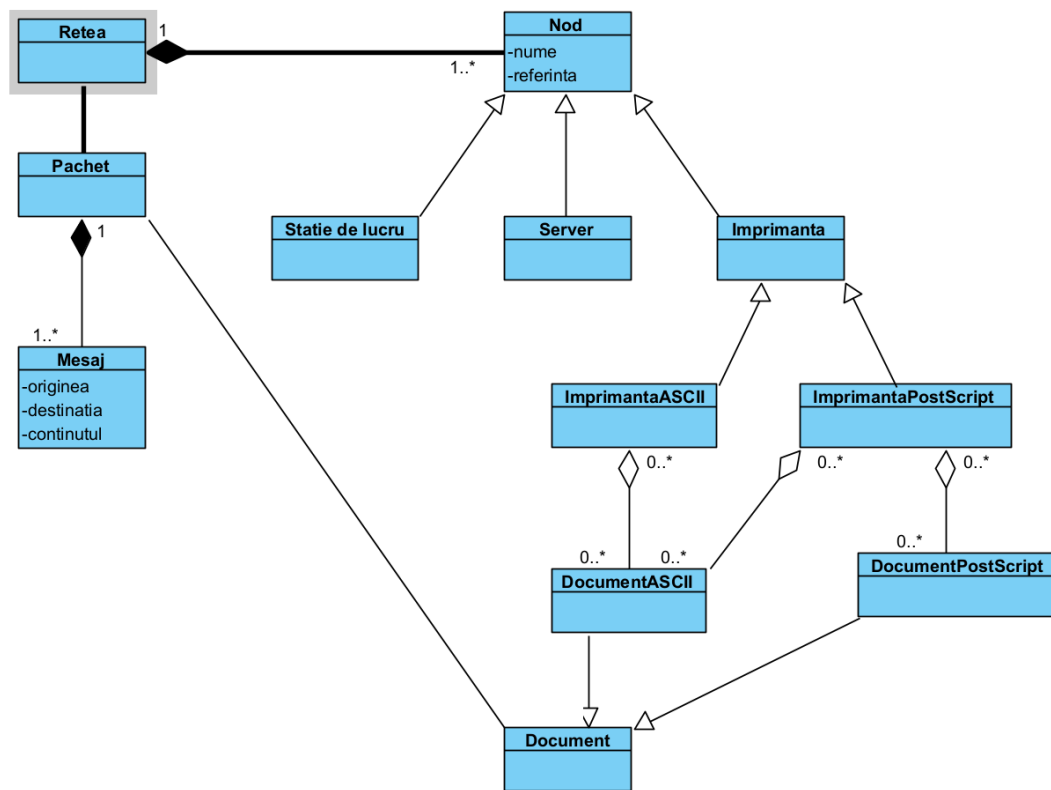 Retea
1
1..*
Nod
-nume
-referinta
Pachet
1
Statie de lucru
Server
Imprimanta
1..*
Mesaj
-originea
-destinatia
-continutul
ImprimantaASCII
ImprimantaPostScript
0..*
0..*
0..*
0..*
0..*
0..*
DocumentASCII
DocumentPostScript
Document